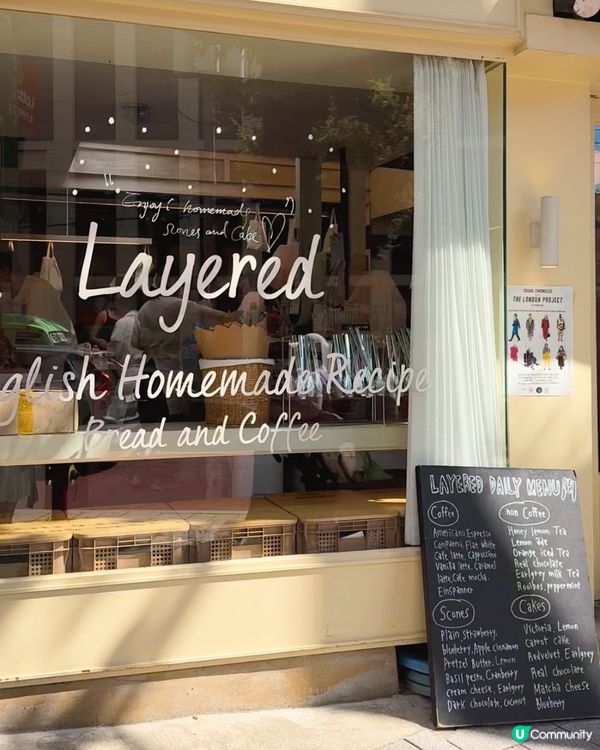 Enjoy! homemade
scones and Cake
Layered
glish Homemade Recipe
Bread and Coffee
THE LONDON PROJECT
LAYERED DAILY MENU
Coffee
Americano, Espresso
Conpanna, Flat white
Cafe latte, Cappuccino
Vanilla latte, Caramel
latte, Cafe mocha.
Einspanner
non Coffee
Honey lemon Tea
Lemon ade
Orange iced Tea
Real chocolate
Earlgrey milk Tea
Rooibos, peppermint
Scones
Plain strawberry,
blueberry, Apple cinnamon
Pretzel Butter, Lemon
Basil pesto, Cranberry
cream cheese, Earlgrey
Dark chocolate, coconut
Cakes
Victoria, Lemon
Carrot cake
Redvelvet, Earlgrey
Real chocolate
Matcha Cheese
Blueberry
U Community